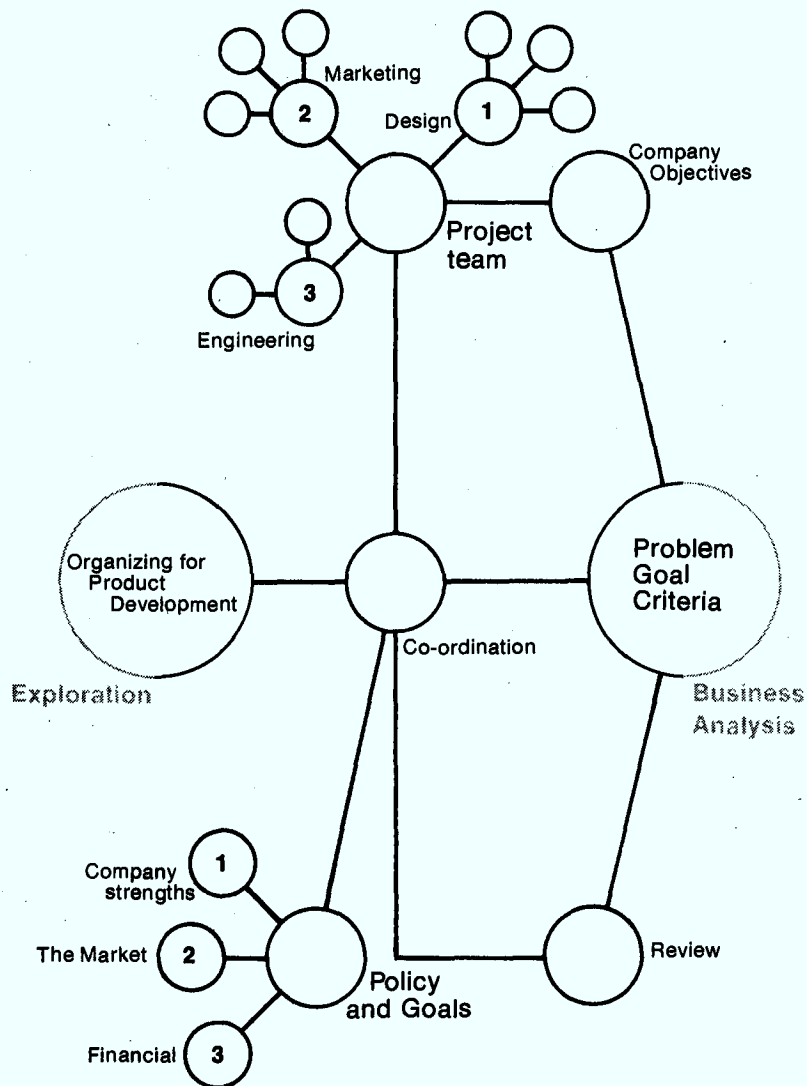 Marketing
2
Design
1
Company
Objectives
Project
team
3
Engineering
Organizing for
Product
Development
Problem
Goal
Criteria
Co-ordination
Exploration
Business
Analysis
1
Company
strengths
The Market
2
Policy
and Goals
Review
Financial
3